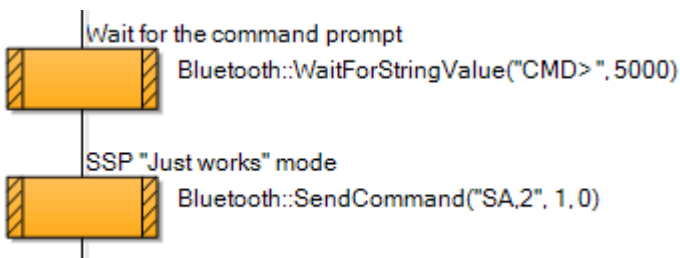 Wait for the command prompt
Bluetooth::WaitForStringValue("CMD> ", 5000)
SSP "Just works" mode
Bluetooth::SendCommand("SA,2", 1, 0)